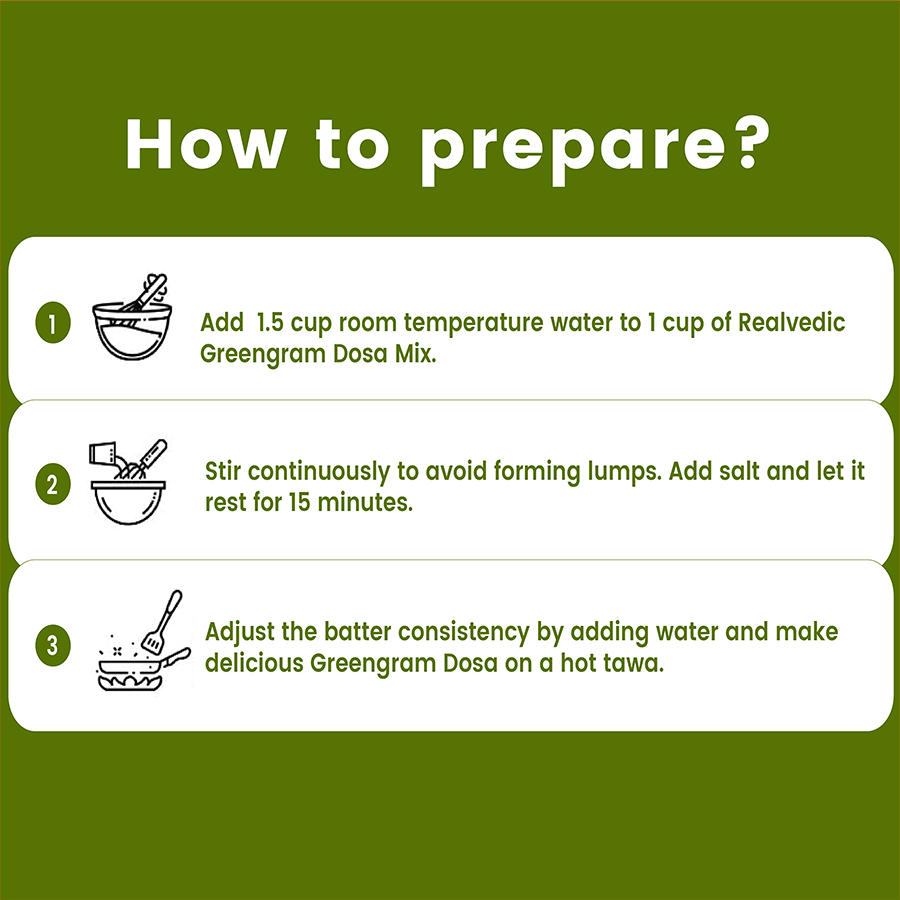 How to prepare?
1
Add 1.5 cup room temperature water to 1 cup of Realvedic
Greengram Dosa Mix.
2
Stir continuously to avoid forming lumps. Add salt and let it
rest for 15 minutes.
3
Adjust the batter consistency by adding water and make
delicious Greengram Dosa on a hot tawa.